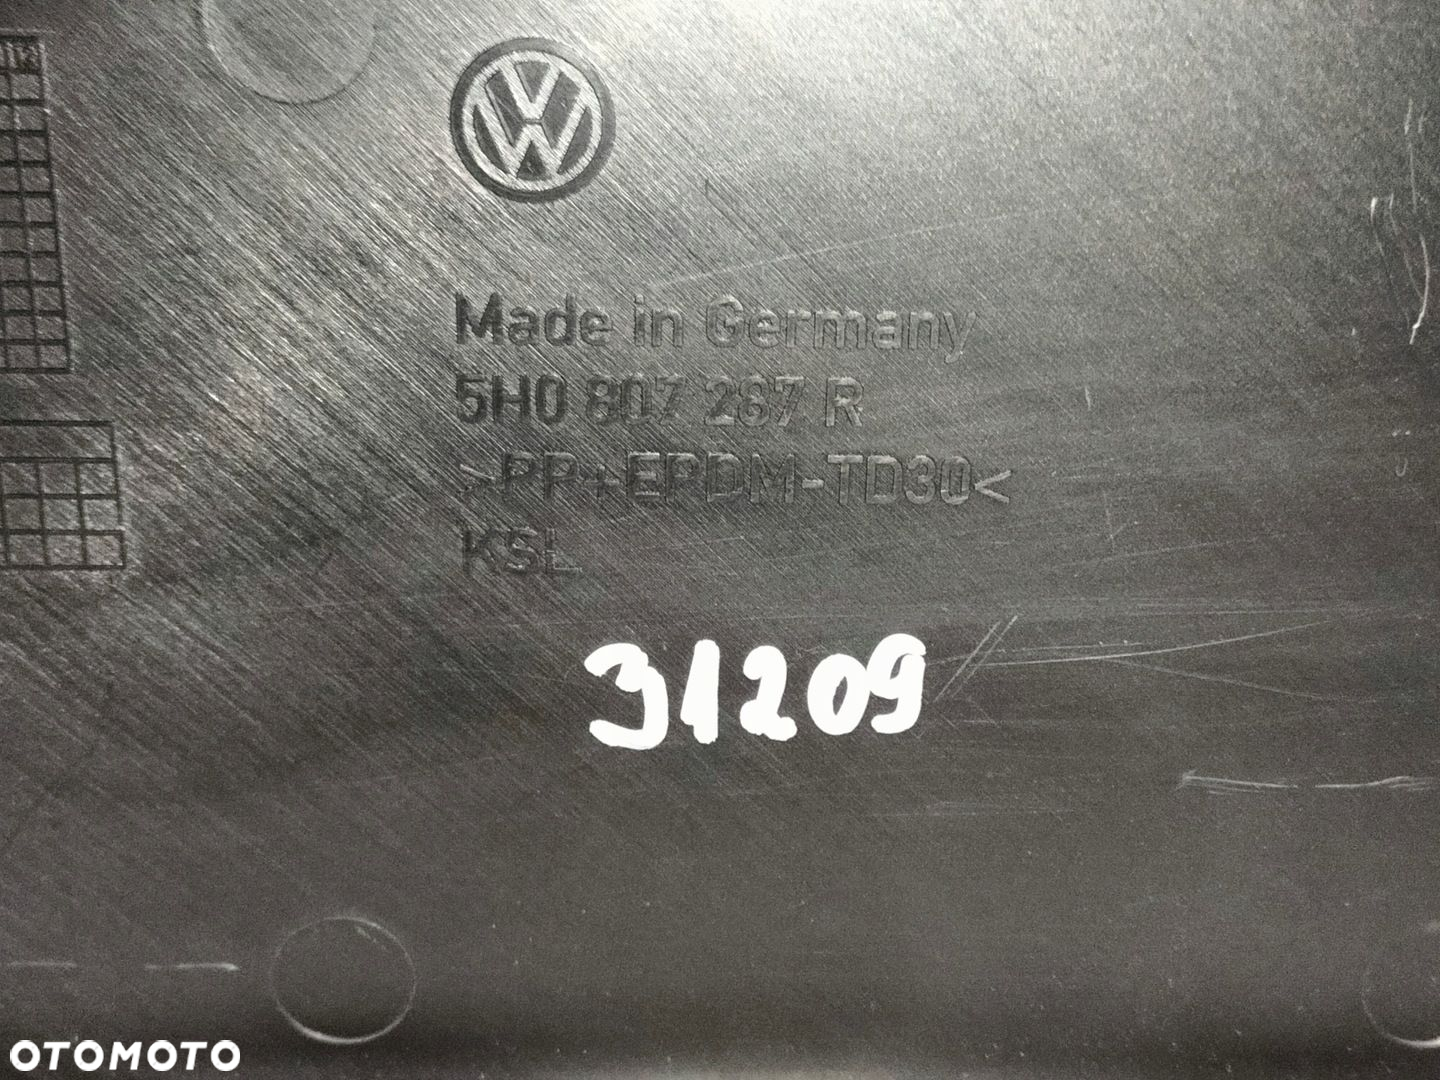 Made in Germany
5H0 807 287 R
>PP+EPDM-TD30<
KSL
31209
OTOMOTO